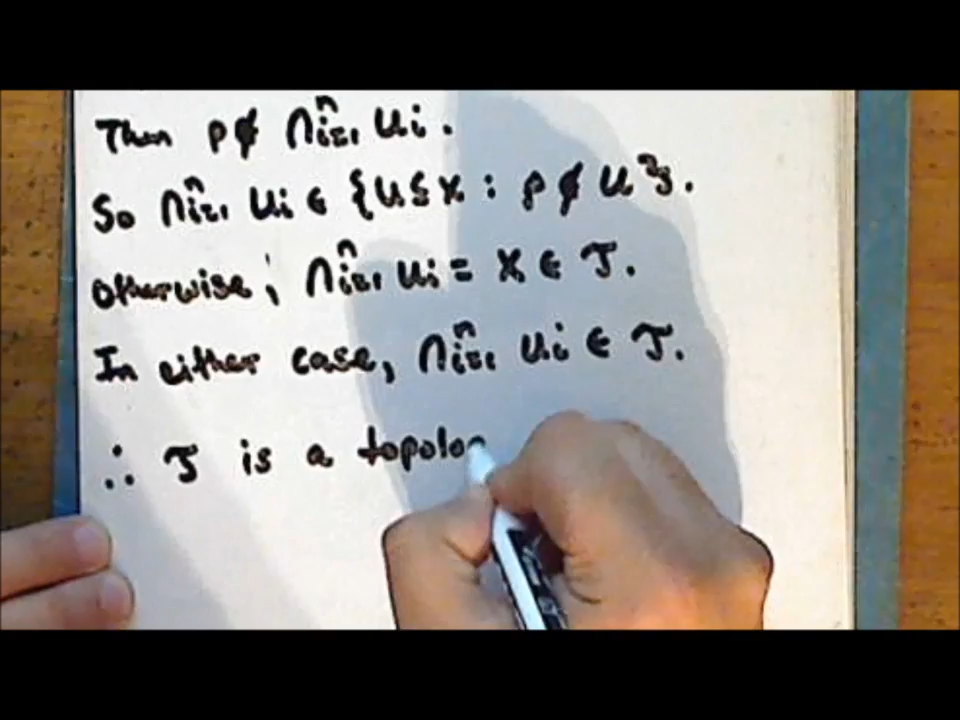 Then p∉ ∩ⁿᵢ₌₁ Ui.
So ∩ⁿᵢ₌₁ Ui ∈ {U⊆X : p∉U}.
otherwise, ∩ⁿᵢ₌₁ Ui = X ∈ 𝒯.
In either case, ∩ⁿᵢ₌₁ Ui ∈ 𝒯.
∴ 𝒯 is a topolo